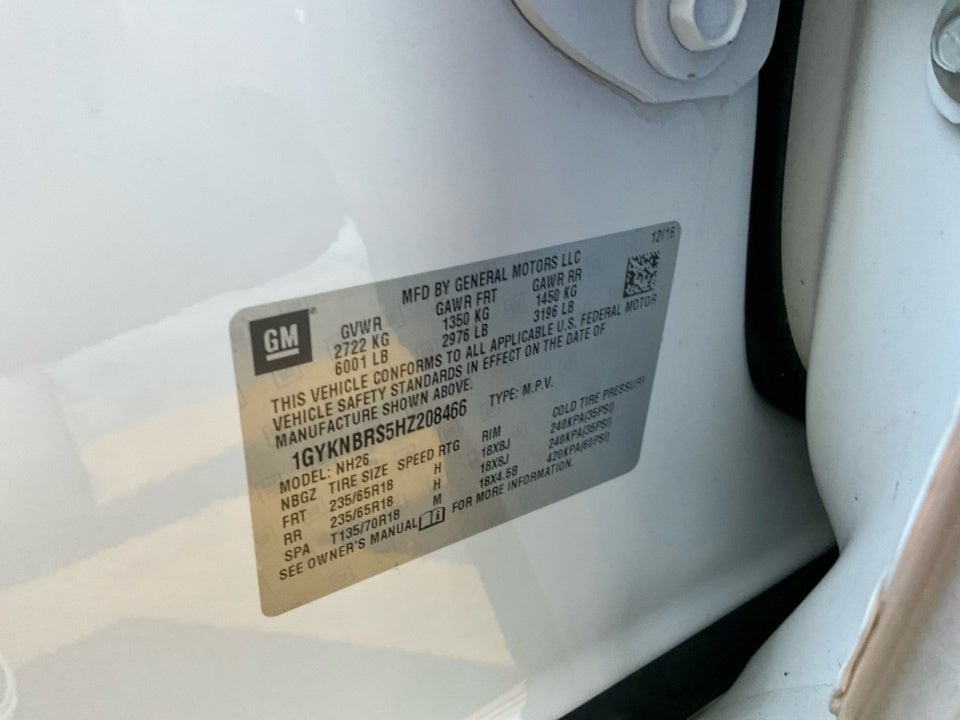 12/16
MFD BY GENERAL MOTORS LLC
GM
GVWR GAWR FRT GAWR RR
2722 KG 1350 KG 1450 KG
6001 LB 2976 LB 3196 LB
THIS VEHICLE CONFORMS TO ALL APPLICABLE U.S. FEDERAL MOTOR
VEHICLE SAFETY STANDARDS IN EFFECT ON THE DATE OF
MANUFACTURE SHOWN ABOVE.
1GYKNBRS5HZ208466 TYPE: M.P.V.
MODEL: NH26
NBGZ TIRE SIZE SPEED RTG RIM COLD TIRE PRESSURE
FRT 235/65R18 H 18X8J 240KPA(35PSI)
RR 235/65R18 H 18X8J 240KPA(35PSI)
SPA T135/70R18 M 18X4.5B 420KPA(60PSI)
SEE OWNER'S MANUAL FOR MORE INFORMATION.